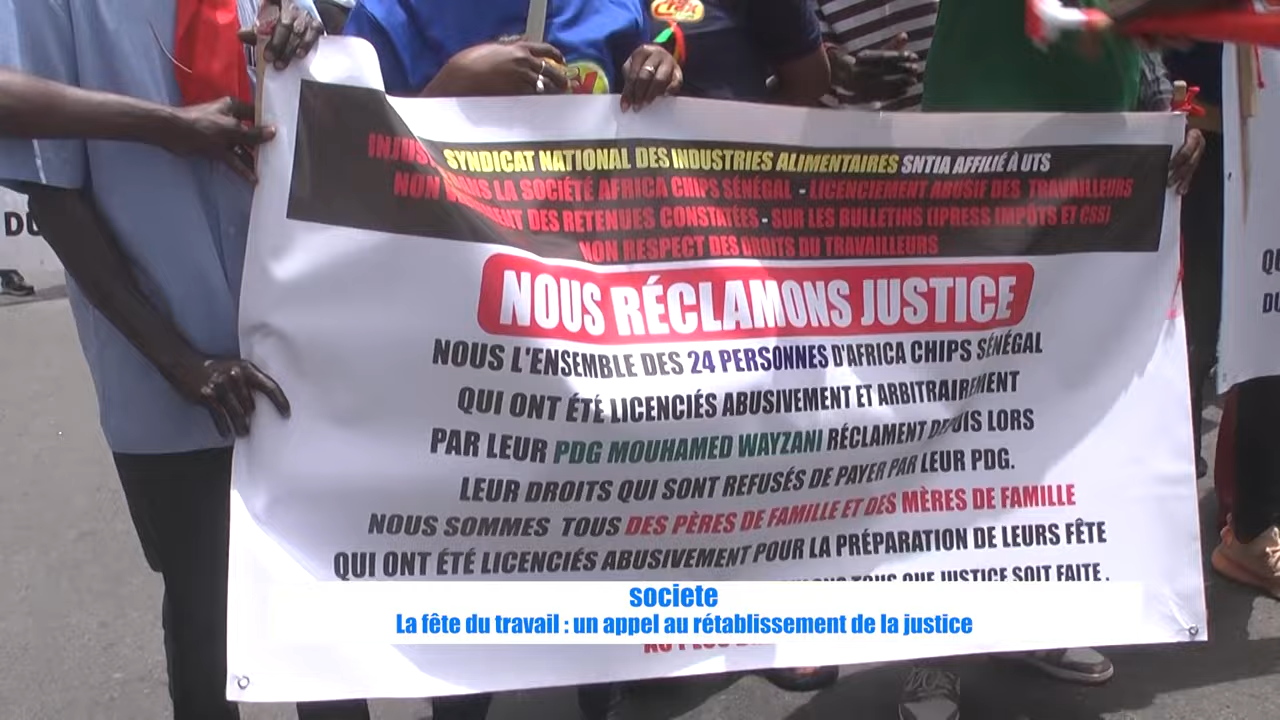 SYNDICAT NATIONAL DES INDUSTRIES ALIMENTAIRES SNTIA AFFILIÉ À UTS
LA SOCIÉTÉ AFRICA CHIPS SÉNÉGAL - LICENCIEMENT ABUSIF DES TRAVAILLEURS
NON DES RETENUES CONSTATÉES - SUR LES BULLETINS (IPRESS IMPÔTS ET CSS)
NON RESPECT DES DROITS DU TRAVAILLEURS
NOUS RÉCLAMONS JUSTICE
NOUS L'ENSEMBLE DES 24 PERSONNES D'AFRICA CHIPS SÉNÉGAL
QUI ONT ÉTÉ LICENCIÉS ABUSIVEMENT ET ARBITRAIREMENT
PAR LEUR PDG MOUHAMED WAYZANI RÉCLAMENT DEPUIS LORS
LEUR DROITS QUI SONT REFUSÉS DE PAYER PAR LEUR PDG.
NOUS SOMMES TOUS DES PÈRES DE FAMILLE ET DES MÈRES DE FAMILLE
QUI ONT ÉTÉ LICENCIÉS ABUSIVEMENT POUR LA PRÉPARATION DE LEURS FÊTE
TOUS QUE JUSTICE SOIT FAITE .
societe
La fête du travail : un appel au rétablissement de la justice